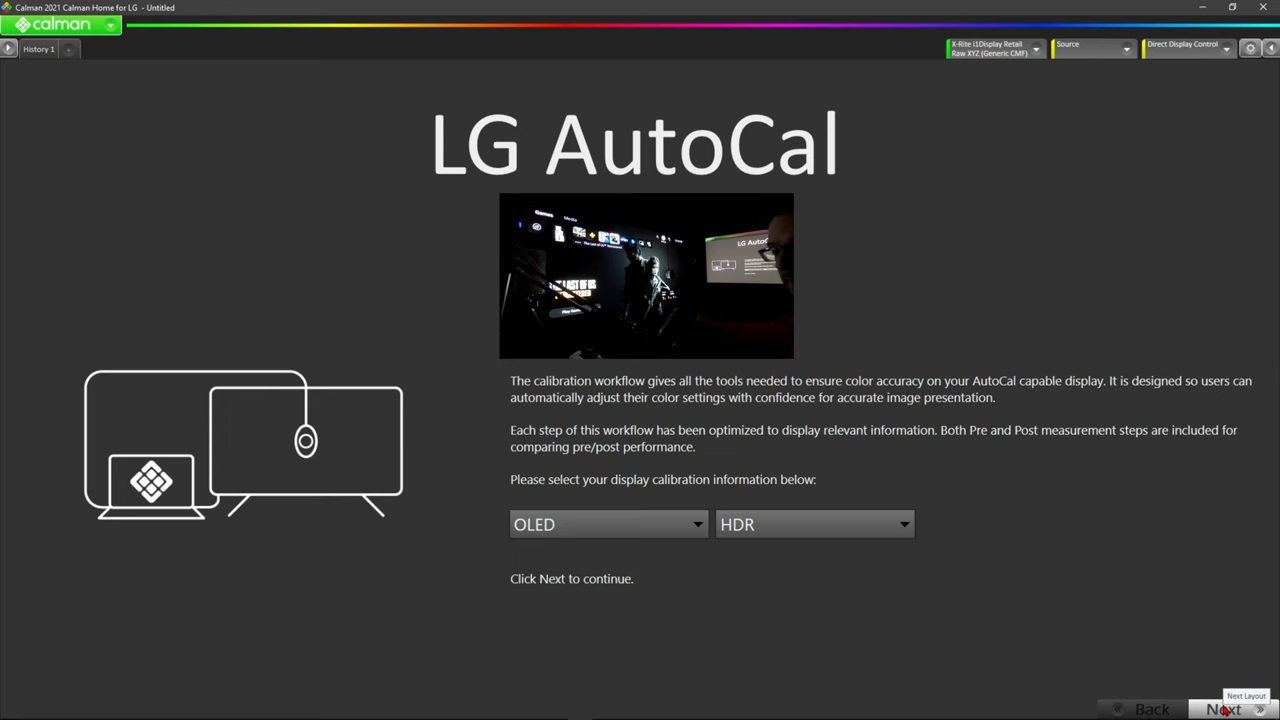 Calman 2021 Calman Home for LG - Untitled
calman
History 1
X-Rite i1Display Retail
Raw XYZ (Generic CMF)
Source
Direct Display Control
LG AutoCal
Games
Media
The calibration workflow gives all the tools needed to ensure color accuracy on your AutoCal capable display. It is designed so users can
automatically adjust their color settings with confidence for accurate image presentation.
Each step of this workflow has been optimized to display relevant information. Both Pre and Post measurement steps are included for
comparing pre/post performance.
Please select your display calibration information below:
OLED
HDR
Click Next to continue.
Next Layout
Back
Next